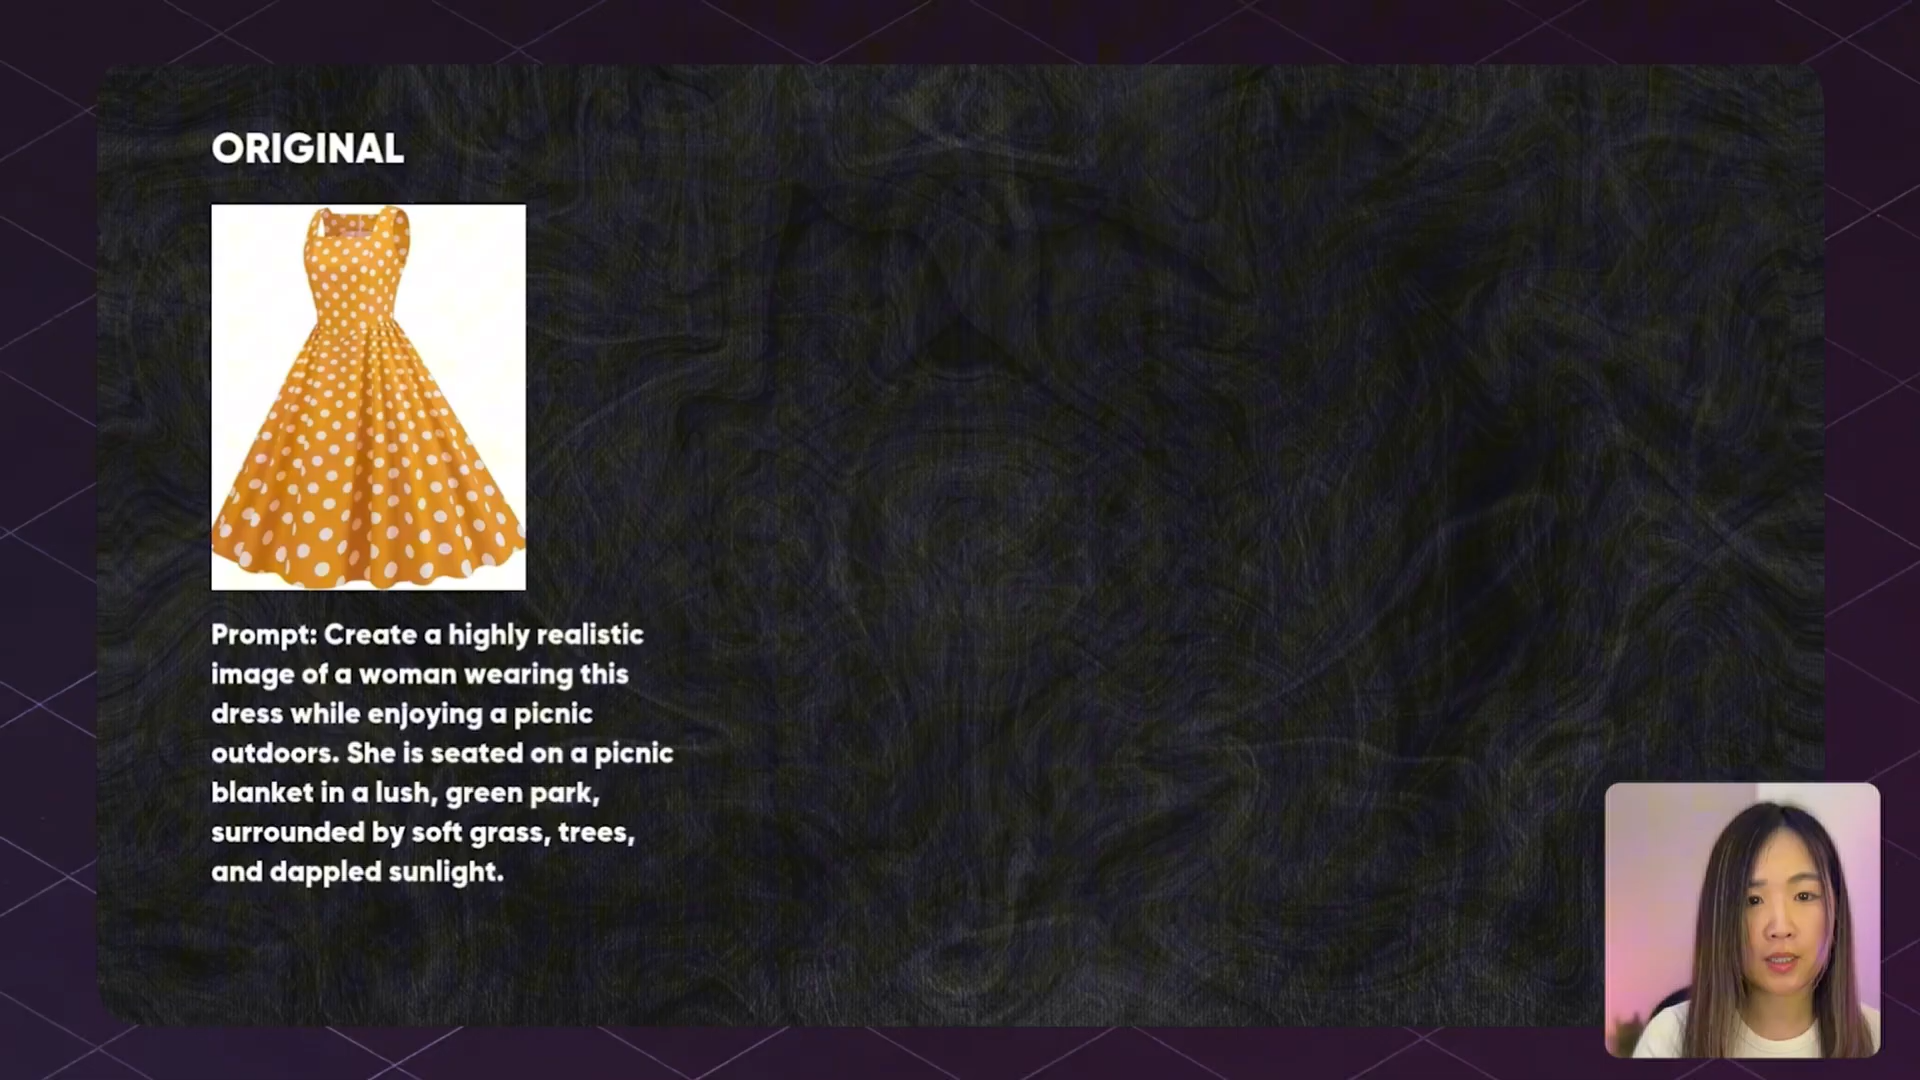 ORIGINAL
Prompt: Create a highly realistic
image of a woman wearing this
dress while enjoying a picnic
outdoors. She is seated on a picnic
blanket in a lush, green park,
surrounded by soft grass, trees,
and dappled sunlight.